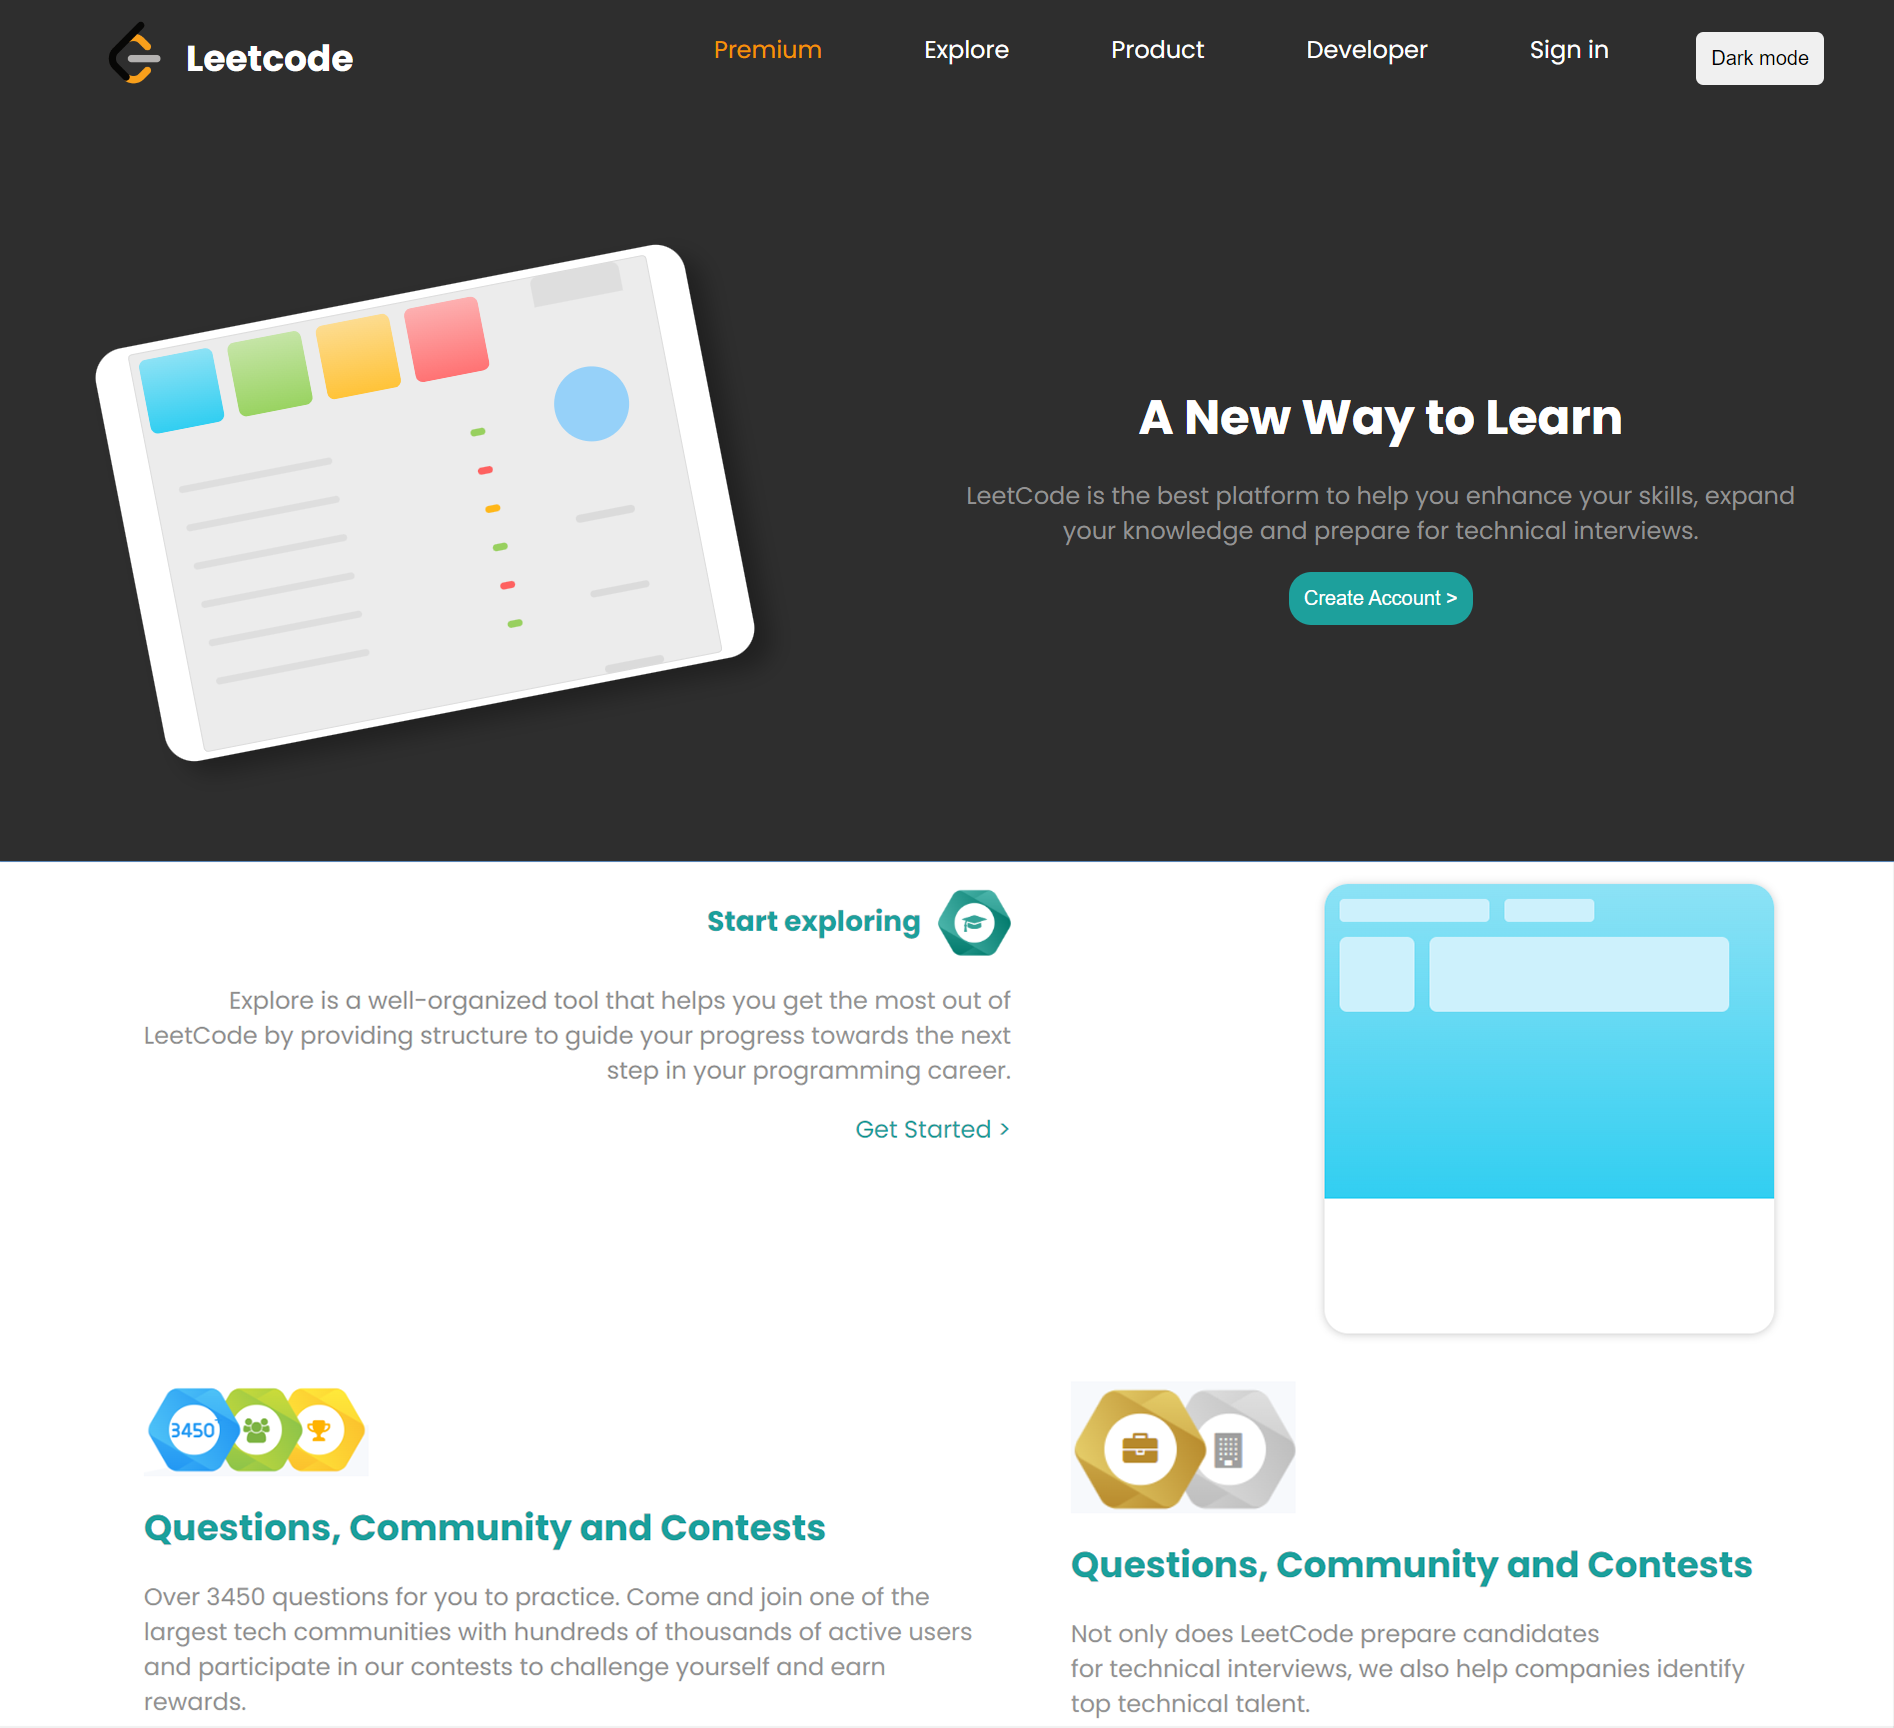 Leetcode
Premium
Explore
Product
Developer
Sign in
Dark mode
A New Way to Learn
LeetCode is the best platform to help you enhance your skills, expand
your knowledge and prepare for technical interviews.
Create Account >
Start exploring
Explore is a well-organized tool that helps you get the most out of
LeetCode by providing structure to guide your progress towards the next
step in your programming career.
Get Started >
3450
Questions, Community and Contests
Over 3450 questions for you to practice. Come and join one of the
largest tech communities with hundreds of thousands of active users
and participate in our contests to challenge yourself and earn
rewards.
Questions, Community and Contests
Not only does LeetCode prepare candidates
for technical interviews, we also help companies identify
top technical talent.